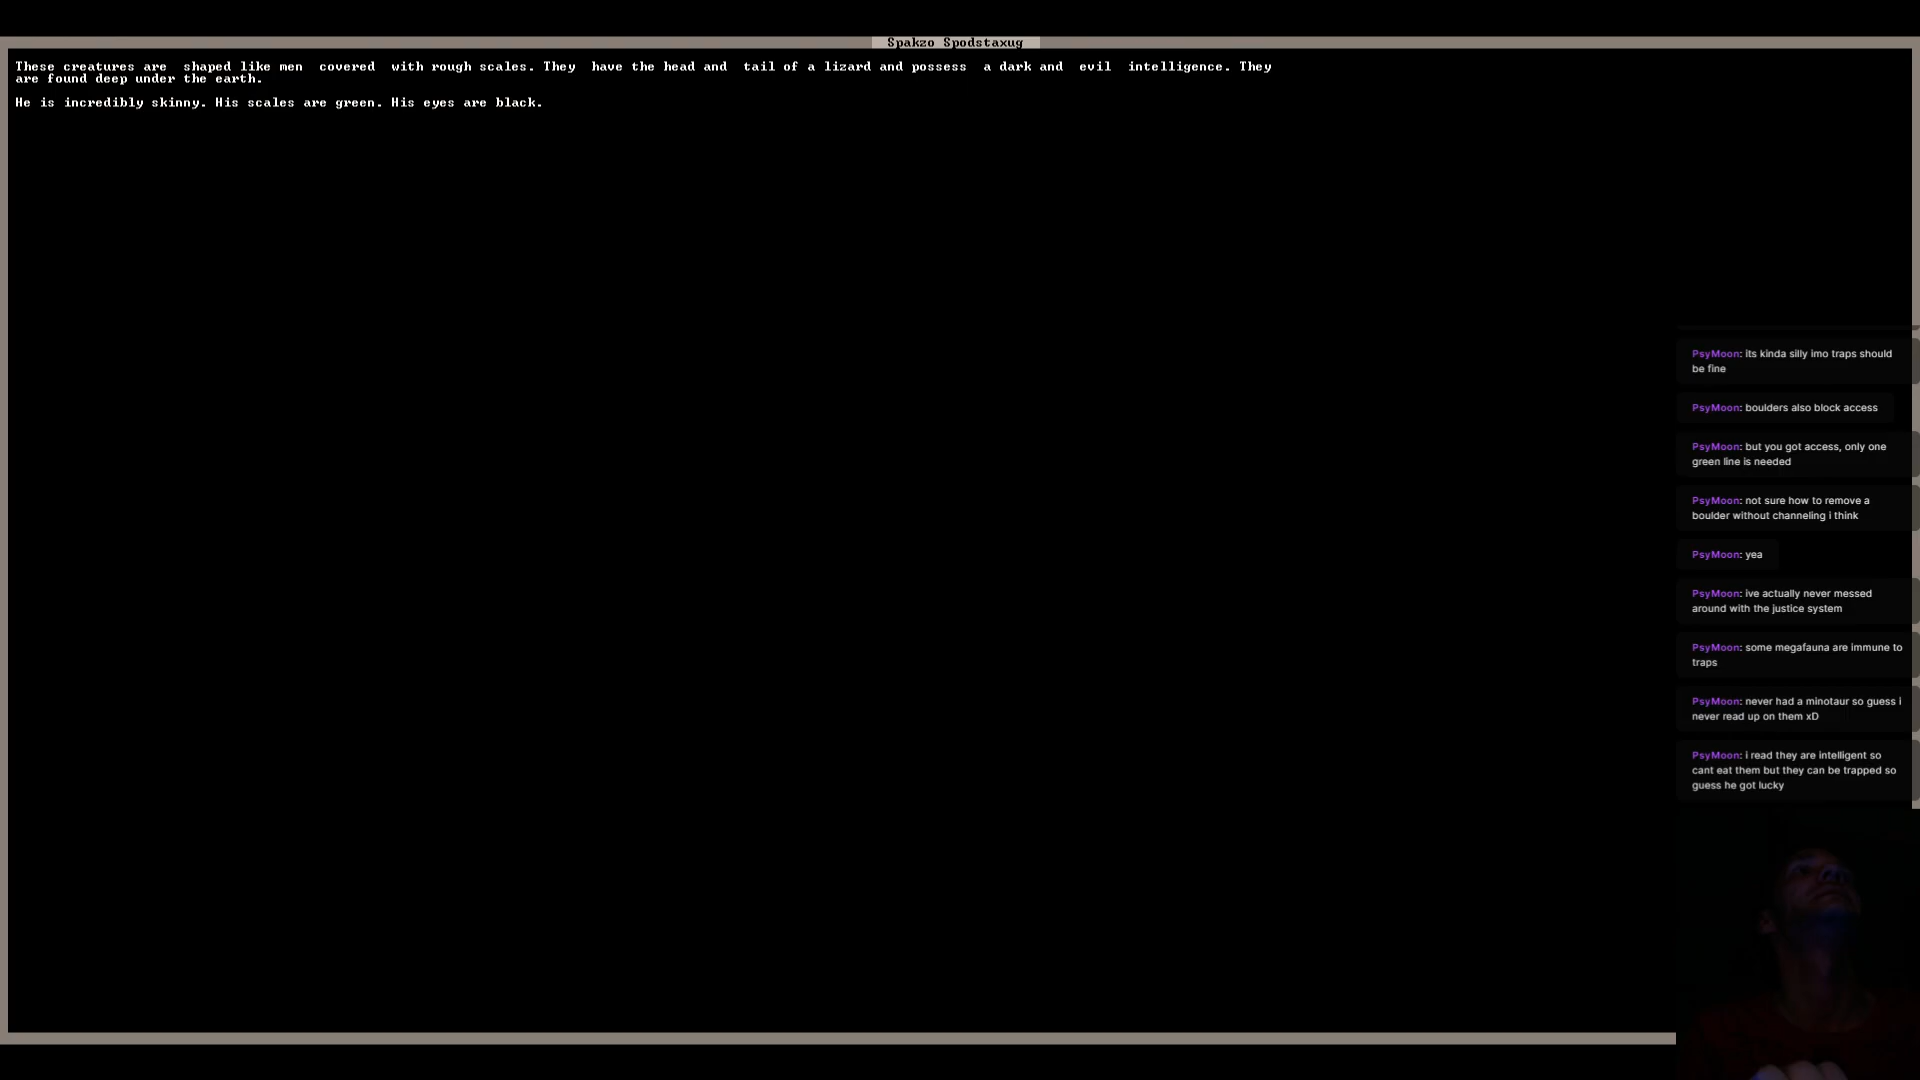 Spakzo Spodstaxug
These creatures are shaped like men covered with rough scales. They have the head and tail of a lizard and possess a dark and evil intelligence. They
are found deep under the earth.
He is incredibly skinny. His scales are green. His eyes are black.
PsyMoon: its kinda silly imo traps should
be fine
PsyMoon: boulders also block access
PsyMoon: but you got access, only one
green line is needed
PsyMoon: not sure how to remove a
boulder without channeling i think
PsyMoon: yea
PsyMoon: ive actually never messed
around with the justice system
PsyMoon: some megafauna are immune to
traps
PsyMoon: never had a minotaur so guess i
never read up on them xD
PsyMoon: i read they are intelligent so
cant eat them but they can be trapped so
guess he got lucky